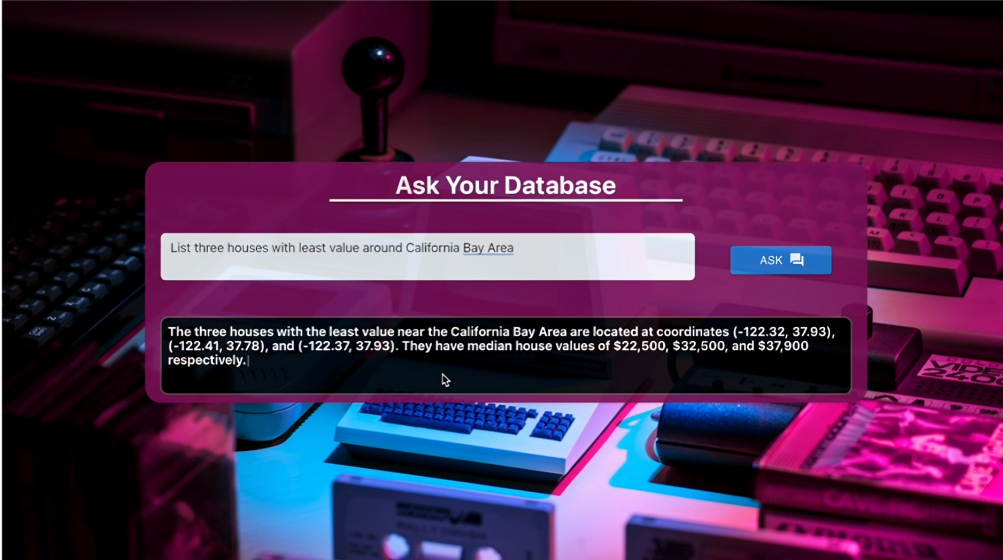 Ask Your Database
List three houses with least value around California Bay Area
ASK
The three houses with the least value near the California Bay Area are located at coordinates (-122.32, 37.93),
(-122.41, 37.78), and (-122.37, 37.93). They have median house values of $22,500, $32,500, and $37,900
respectively.
VIDEO